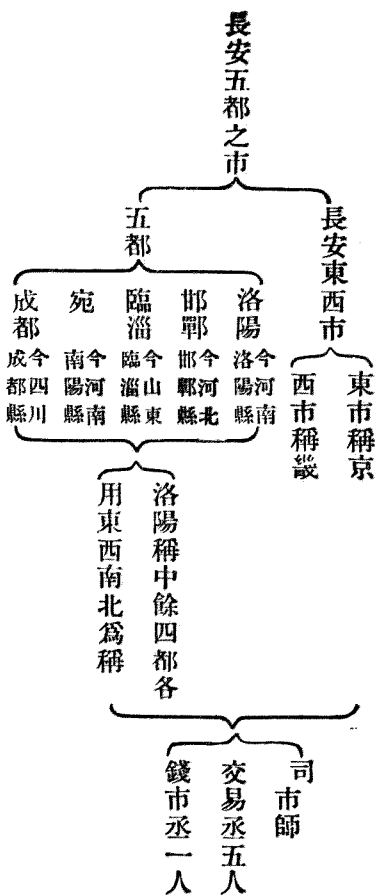 長安五都之市
長安東西市
東市稱京
西市稱畿
五都
洛陽 今河南洛陽縣
邯鄲 今河北邯鄲縣
臨淄 今山東臨淄縣
宛 今河南南陽縣
成都 今四川成都縣
洛陽稱中餘四都各
用東西南北爲稱
司市師
交易丞五人
錢市丞一人